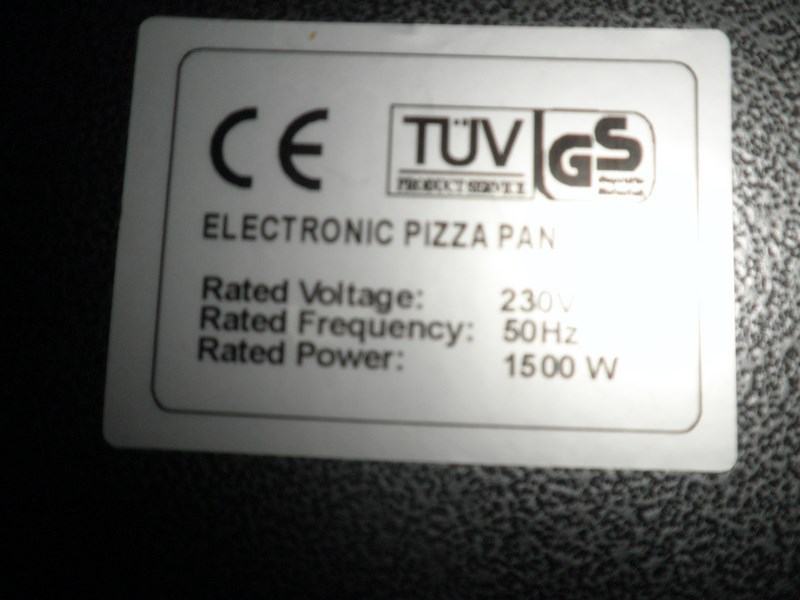 CE TÜV GS
PRODUCT SERVICE
ELECTRONIC PIZZA PAN
Rated Voltage: 230V
Rated Frequency: 50Hz
Rated Power: 1500 W